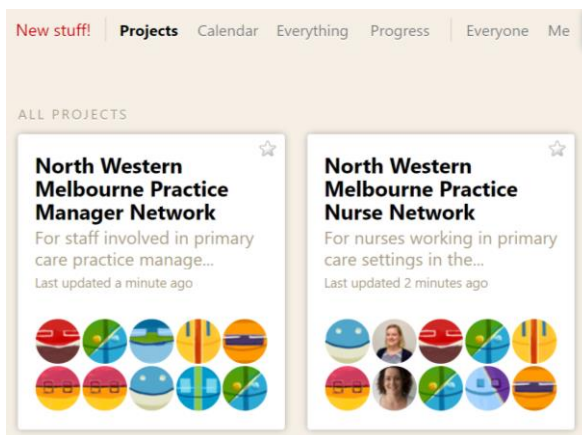 New stuff! Projects Calendar Everything Progress Everyone Me
ALL PROJECTS
North Western
Melbourne Practice
Manager Network
For staff involved in primary
care practice manage...
Last updated a minute ago
North Western
Melbourne Practice
Nurse Network
For nurses working in primary
care settings in the...
Last updated 2 minutes ago